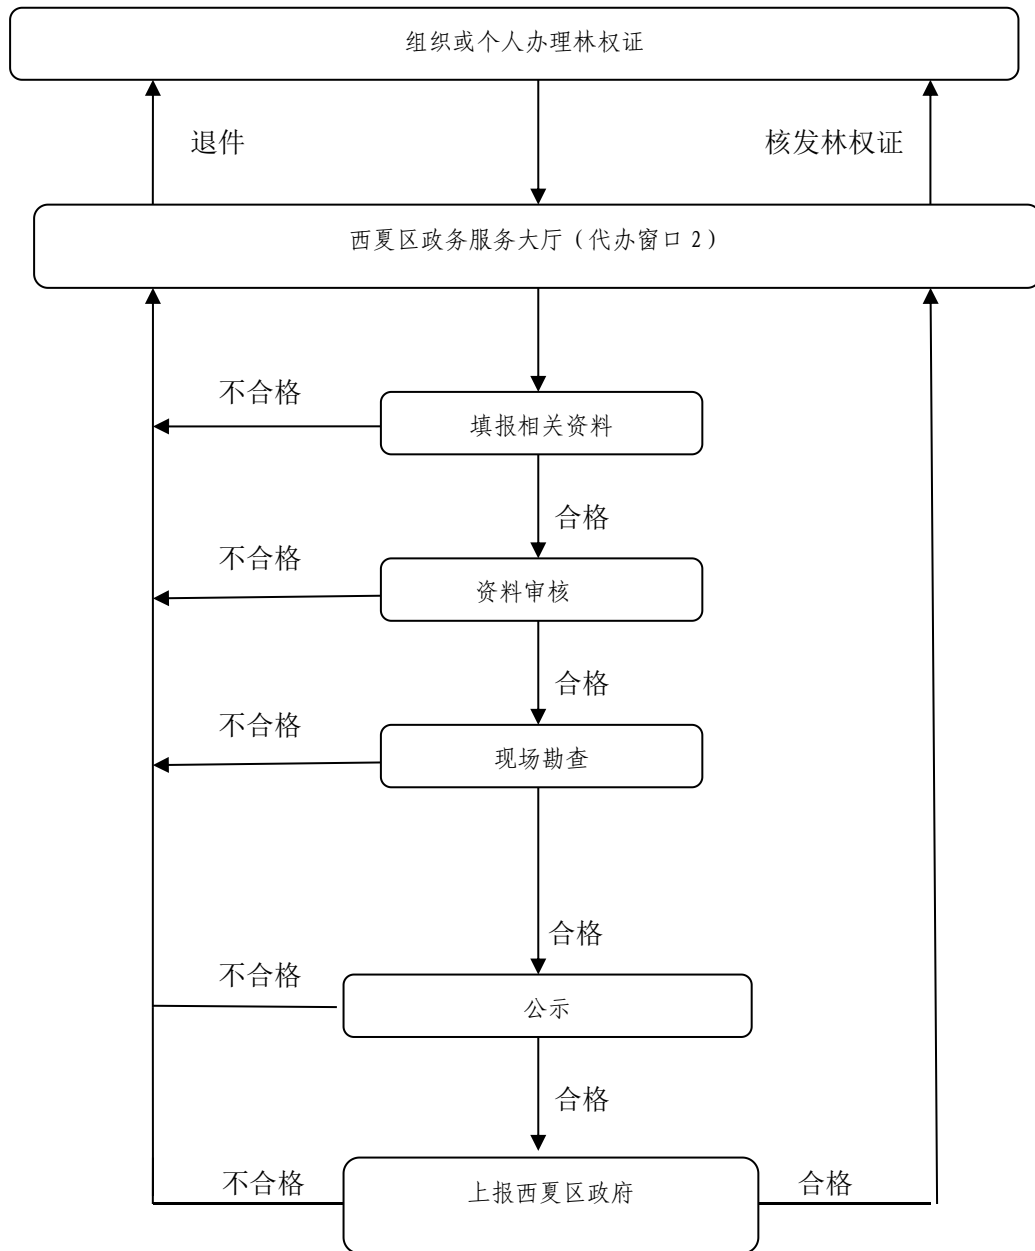 组织或个人办理林权证
退件
核发林权证
西夏区政务服务大厅（代办窗口2）
不合格
填报相关资料
合格
不合格
资料审核
合格
不合格
现场勘查
合格
不合格
公示
合格
不合格
上报西夏区政府
合格